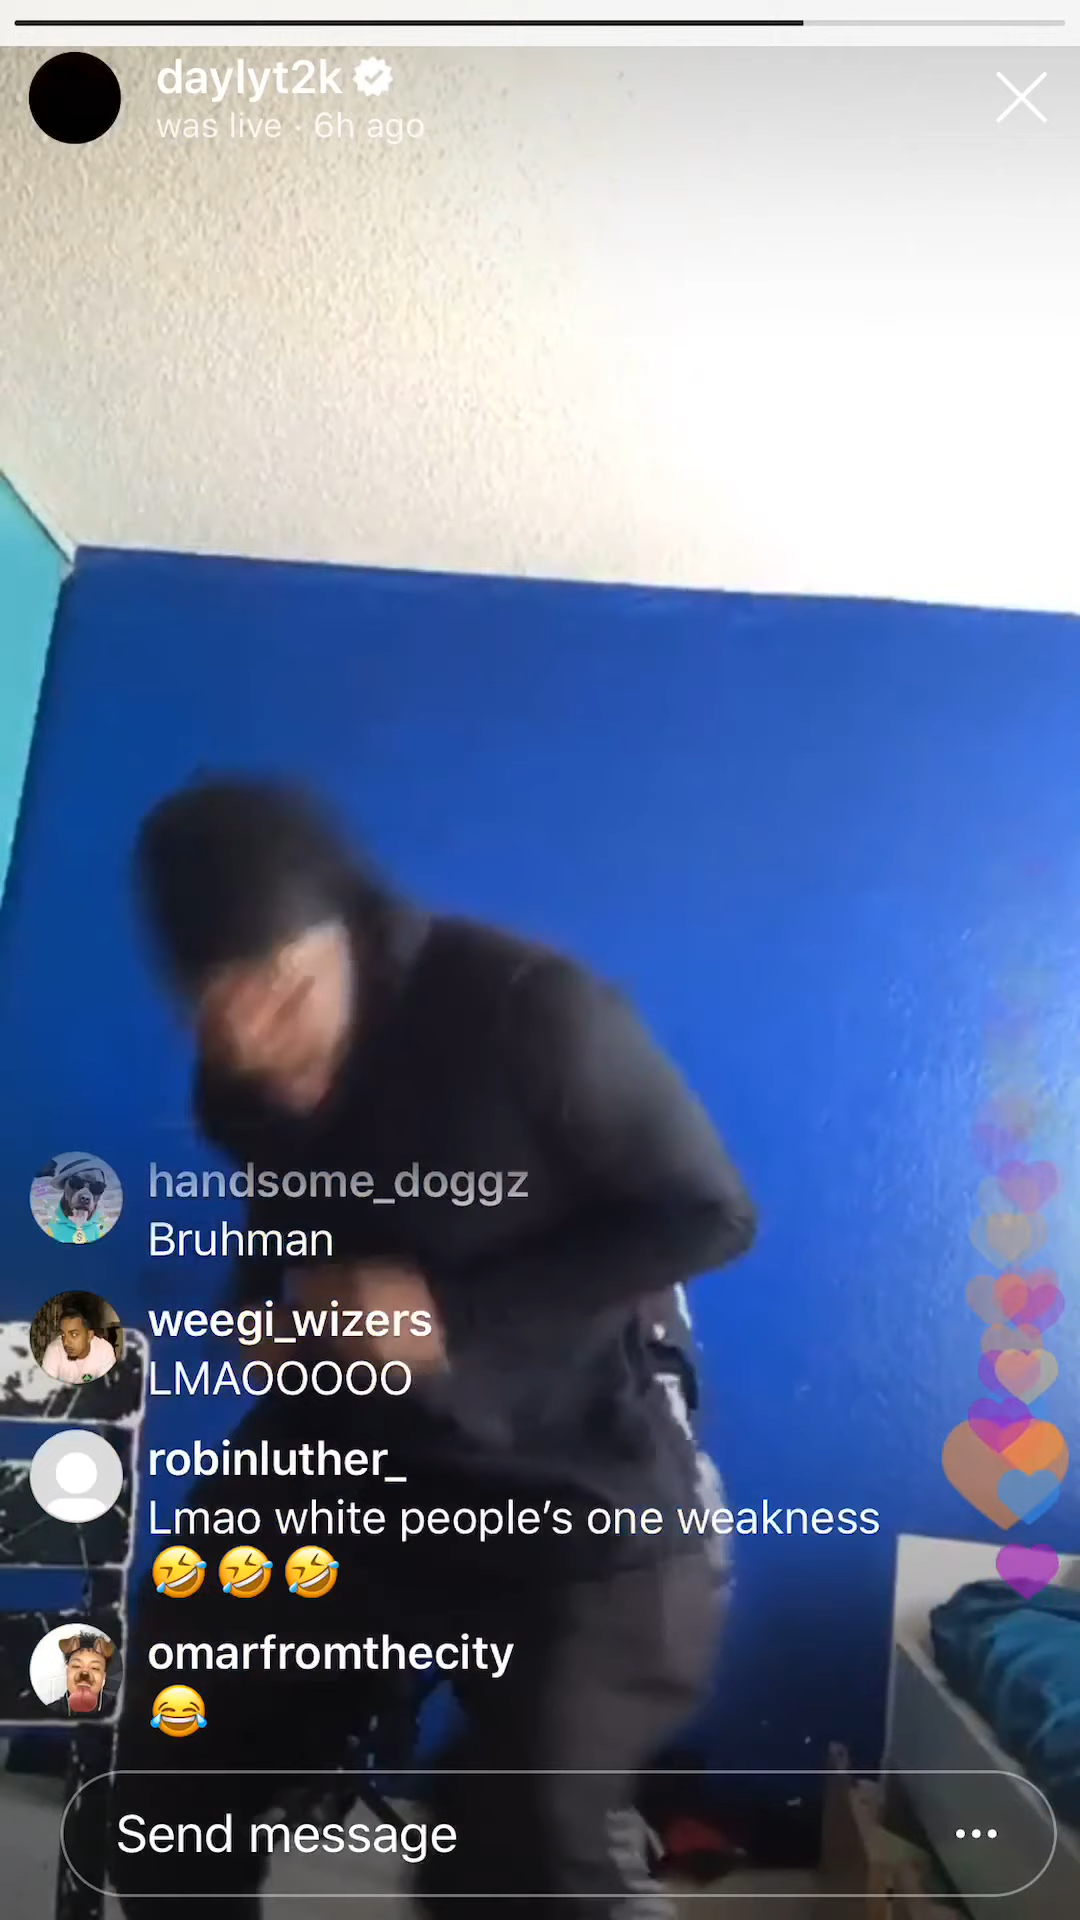 daylyt2k
was live · 6h ago
handsome_doggz
Bruhman
weegi_wizers
LMAOOOOO
robinluther_
Lmao white people’s one weakness
🤣🤣🤣
omarfromthecity
😂
Send message